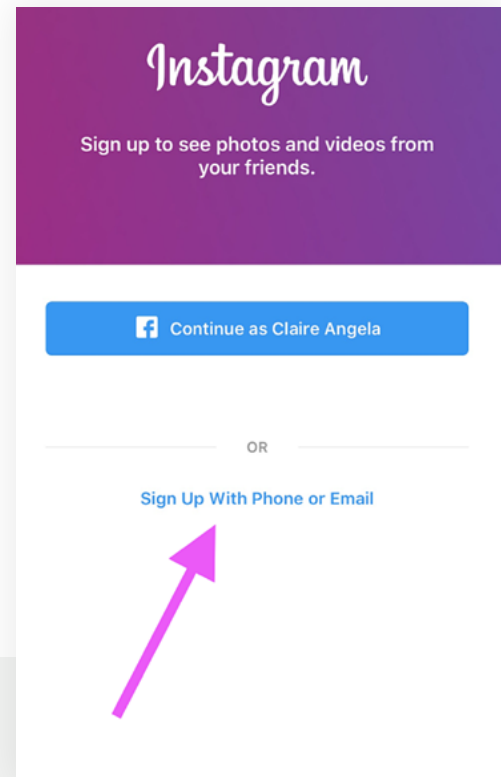 Instagram
Sign up to see photos and videos from
your friends.
Continue as Claire Angela
OR
Sign Up With Phone or Email